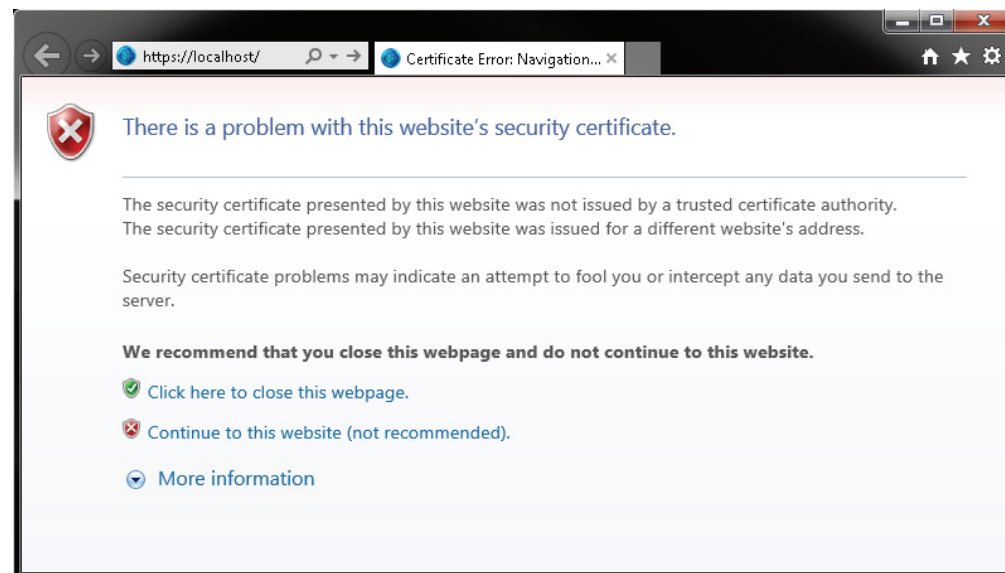 https://localhost/
Certificate Error: Navigation...
There is a problem with this website's security certificate.
The security certificate presented by this website was not issued by a trusted certificate authority.
The security certificate presented by this website was issued for a different website's address.
Security certificate problems may indicate an attempt to fool you or intercept any data you send to the
server.
We recommend that you close this webpage and do not continue to this website.
Click here to close this webpage.
Continue to this website (not recommended).
More information